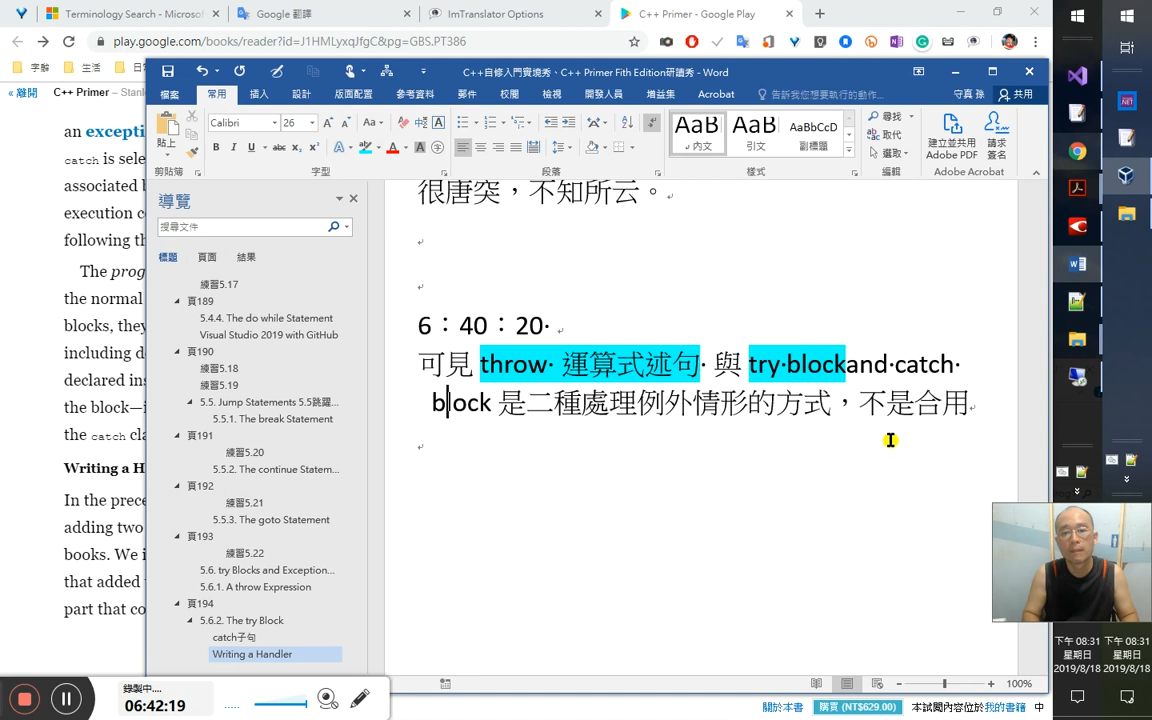 Terminology Search - Microsof
Google 翻譯
ImTranslator Options
C++ Primer - Google Play
play.google.com/books/reader?id=J1HMLyxqJfgC&pg=GBS.PT386
字辭
生活
«離開
C++ Primer – Stanl
C++自修入門實境秀、C++ Primer Fifth Edition研讀秀 - Word
檔案
常用
插入
設計
版面配置
參考資料
郵件
校閱
檢視
開發人員
增益集
Acrobat
告訴我您想要執行的動作...
守真 孫
共用
貼上
Calibri
26
AaB
AaB
AaBbCcD
內文
引文
副標題
尋找
取代
選取
建立並共用
Adobe PDF
請求
簽名
剪貼簿
字型
段落
樣式
編輯
Adobe Acrobat
an excepti
catch is sele
associated b
execution c
following th
The prog
the normal
blocks, they
including d
declared ins
the block—i
the catch cla
Writing a H
In the prece
adding two
books. We i
that added
part that co
導覽
搜尋文件
標題
頁面
結果
練習5.17
頁189
5.4.4. The do while Statement
Visual Studio 2019 with GitHub
頁190
練習5.18
練習5.19
5.5. Jump Statements 5.5跳躍...
5.5.1. The break Statement
頁191
練習5.20
5.5.2. The continue Statem...
頁192
練習5.21
5.5.3. The goto Statement
頁193
練習5.22
5.6. try Blocks and Exception...
5.6.1. A throw Expression
頁194
5.6.2. The try Block
catch子句
Writing a Handler
很唐突，不知所云。
6：40：20
可見 throw 運算式述句 與 try block and catch
block 是二種處理例外情形的方式，不是合用
100%
錄製中....
06:42:19
關於本書
購買 (NT$629.00)
本試閱內容位於我的書籍
中
下午 08:31
星期日
2019/8/18
下午 08:31
星期日
2019/8/18